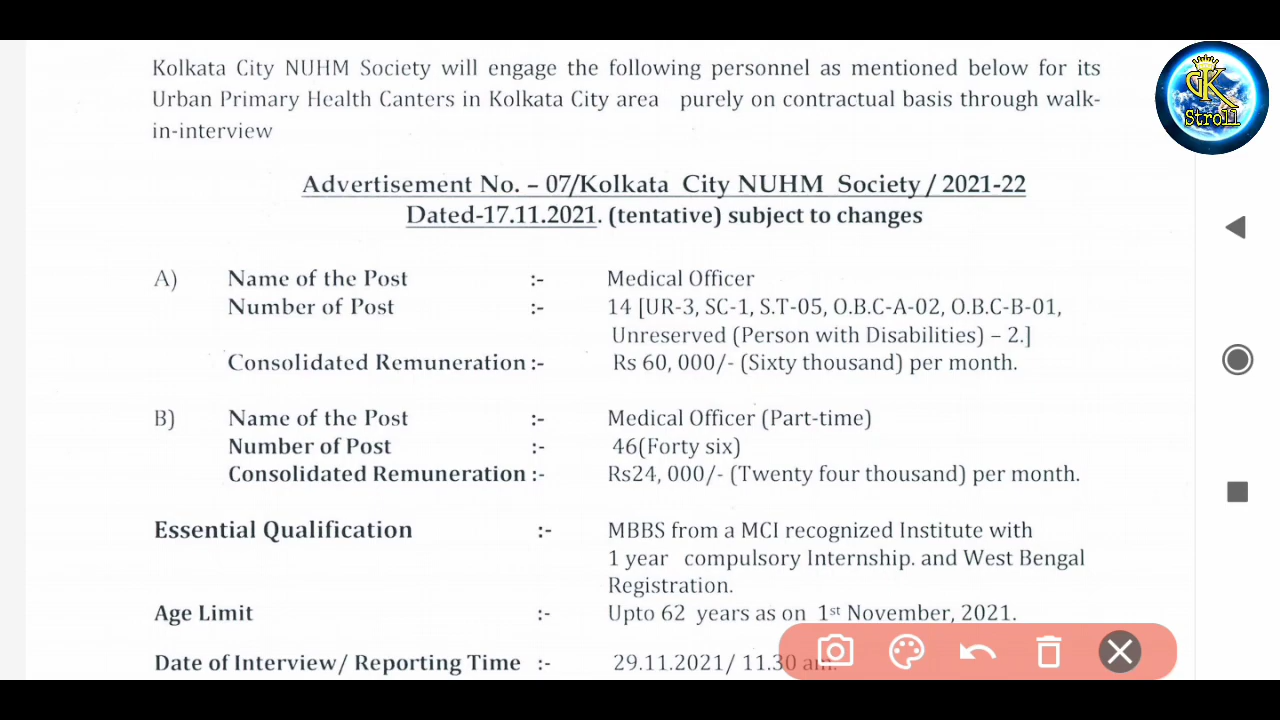 Kolkata City NUHM Society will engage the following personnel as mentioned below for its
Urban Primary Health Canters in Kolkata City area purely on contractual basis through walk-
in-interview
GK
Stroll
Advertisement No. – 07/Kolkata City NUHM Society / 2021-22
Dated-17.11.2021. (tentative) subject to changes
A) Name of the Post :- Medical Officer
Number of Post :- 14 [UR-3, SC-1, S.T-05, O.B.C-A-02, O.B.C-B-01,
Unreserved (Person with Disabilities) – 2.]
Consolidated Remuneration :- Rs 60, 000/- (Sixty thousand) per month.
B) Name of the Post :- Medical Officer (Part-time)
Number of Post :- 46(Forty six)
Consolidated Remuneration :- Rs24, 000/- (Twenty four thousand) per month.
Essential Qualification :- MBBS from a MCI recognized Institute with
1 year compulsory Internship. and West Bengal
Registration.
Age Limit :- Upto 62 years as on 1st November, 2021.
Date of Interview/ Reporting Time :- 29.11.2021/ 11.30 am.